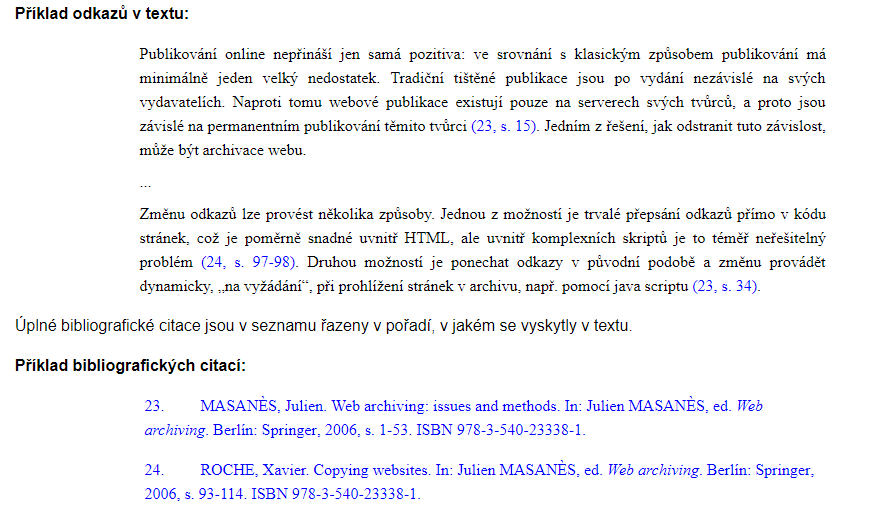 Příklad odkazů v textu:
Publikování online nepřináší jen samá pozitiva: ve srovnání s klasickým způsobem publikování má
minimálně jeden velký nedostatek. Tradiční tištěné publikace jsou po vydání nezávislé na svých
vydavatelích. Naproti tomu webové publikace existují pouze na serverech svých tvůrců, a proto jsou
závislé na permanentním publikování těmito tvůrci (23, s. 15). Jedním z řešení, jak odstranit tuto závislost,
může být archivace webu.
...
Změnu odkazů lze provést několika způsoby. Jednou z možností je trvalé přepsání odkazů přímo v kódu
stránek, což je poměrně snadné uvnitř HTML, ale uvnitř komplexních skriptů je to téměř neřešitelný
problém (24, s. 97-98). Druhou možností je ponechat odkazy v původní podobě a změnu provádět
dynamicky, „na vyžádání“, při prohlížení stránek v archivu, např. pomocí java scriptu (23, s. 34).
Úplné bibliografické citace jsou v seznamu řazeny v pořadí, v jakém se vyskytly v textu.
Příklad bibliografických citací:
23. MASANÈS, Julien. Web archiving: issues and methods. In: Julien MASANÈS, ed. Web
archiving. Berlín: Springer, 2006, s. 1-53. ISBN 978-3-540-23338-1.
24. ROCHE, Xavier. Copying websites. In: Julien MASANÈS, ed. Web archiving. Berlín: Springer,
2006, s. 93-114. ISBN 978-3-540-23338-1.